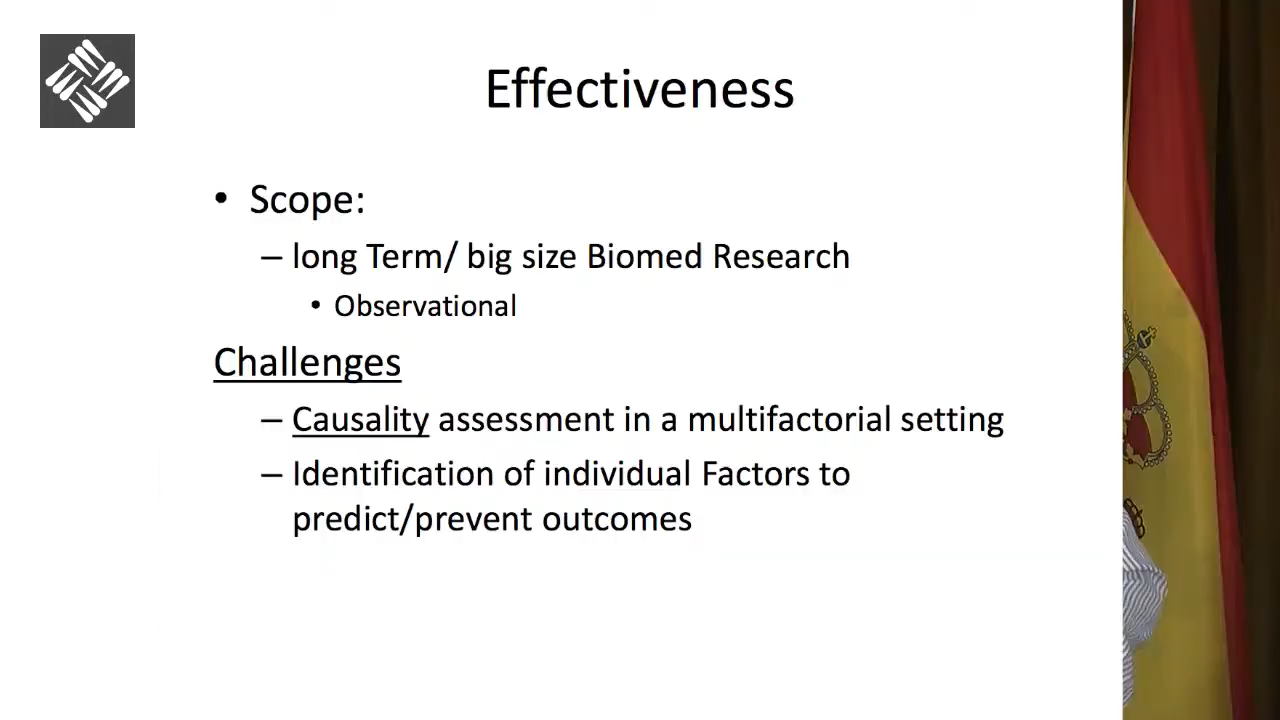 Effectiveness
• Scope:
– long Term/ big size Biomed Research
• Observational
Challenges
– Causality assessment in a multifactorial setting
– Identification of individual Factors to
predict/prevent outcomes